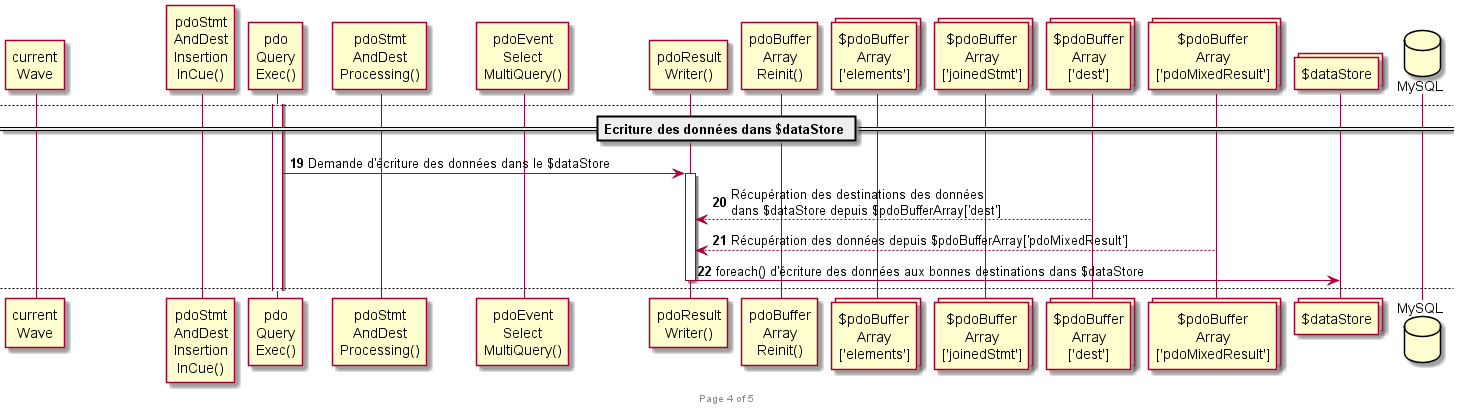 current
Wave
pdoStmt
AndDest
Insertion
InCue()
pdo
Query
Exec()
pdoStmt
AndDest
Processing()
pdoEvent
Select
MultiQuery()
pdoResult
Writer()
pdoBuffer
Array
Reinit()
$pdoBuffer
Array
['elements']
$pdoBuffer
Array
['joinedStmt']
$pdoBuffer
Array
['dest']
$pdoBuffer
Array
['pdoMixedResult']
$dataStore
MySQL
Ecriture des données dans $dataStore
19 Demande d'écriture des données dans le $dataStore
20 Récupération des destinations des données
dans $dataStore depuis $pdoBufferArray['dest']
21 Récupération des données depuis $pdoBufferArray['pdoMixedResult']
22 foreach() d'écriture des données aux bonnes destinations dans $dataStore
current
Wave
pdoStmt
AndDest
Insertion
InCue()
pdo
Query
Exec()
pdoStmt
AndDest
Processing()
pdoEvent
Select
MultiQuery()
pdoResult
Writer()
pdoBuffer
Array
Reinit()
$pdoBuffer
Array
['elements']
$pdoBuffer
Array
['joinedStmt']
$pdoBuffer
Array
['dest']
$pdoBuffer
Array
['pdoMixedResult']
$dataStore
MySQL
Page 4 of 5